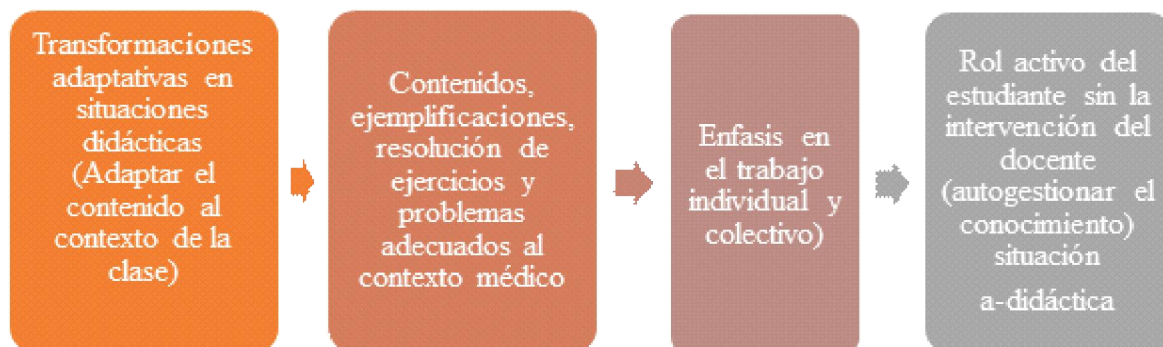 Transformaciones
adaptativas en
situaciones
didácticas
(Adaptar el
contenido al
contexto de la
clase)
Contenidos,
ejemplificaciones,
resolución de
ejercicios y
problemas
adecuados al
contexto médico
Enfasis en
el trabajo
individual y
colectivo)
Rol activo del
estudiante sin la
intervención del
docente
(autogestionar el
conocimiento)
situación
a-didáctica